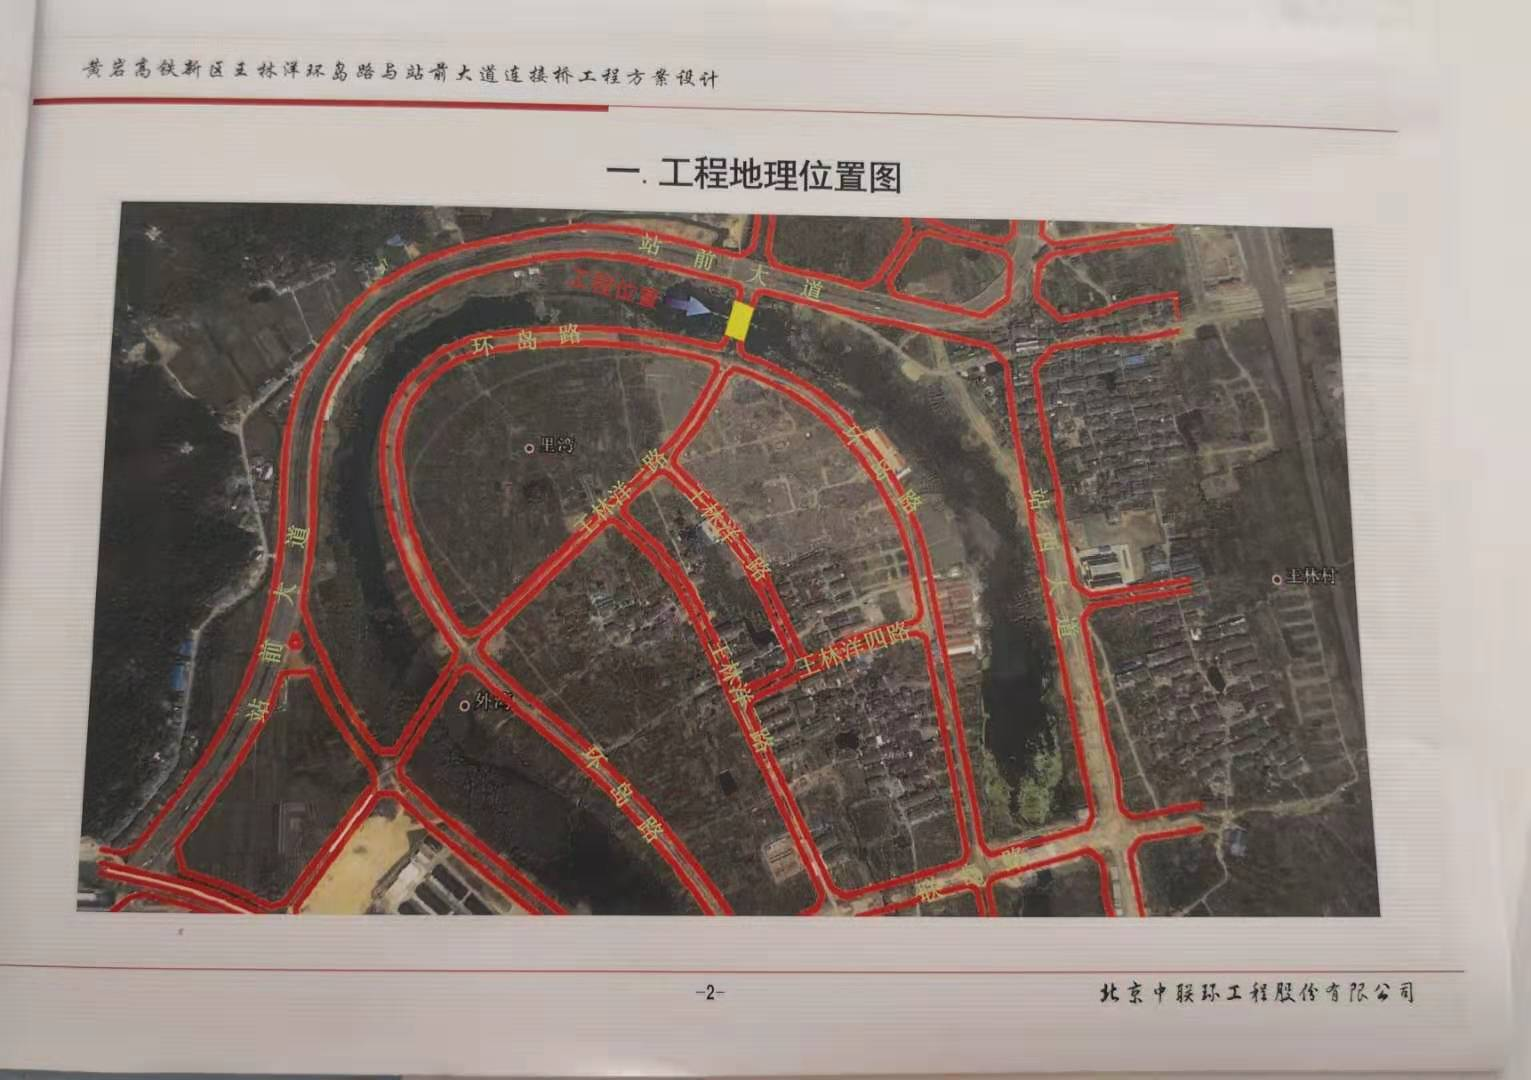 黄岩高铁新区王林洋环岛路与站前大道连接桥工程方案设计
一.工程地理位置图
站前大道
工程位置
环岛路
里湾
王林洋一路
环岛路
王林洋二路
站西大道
王林村
站前大道
王林洋四路
王林洋
路
外湾
环岛路
路
-2-
北京中联环工程股份有限公司